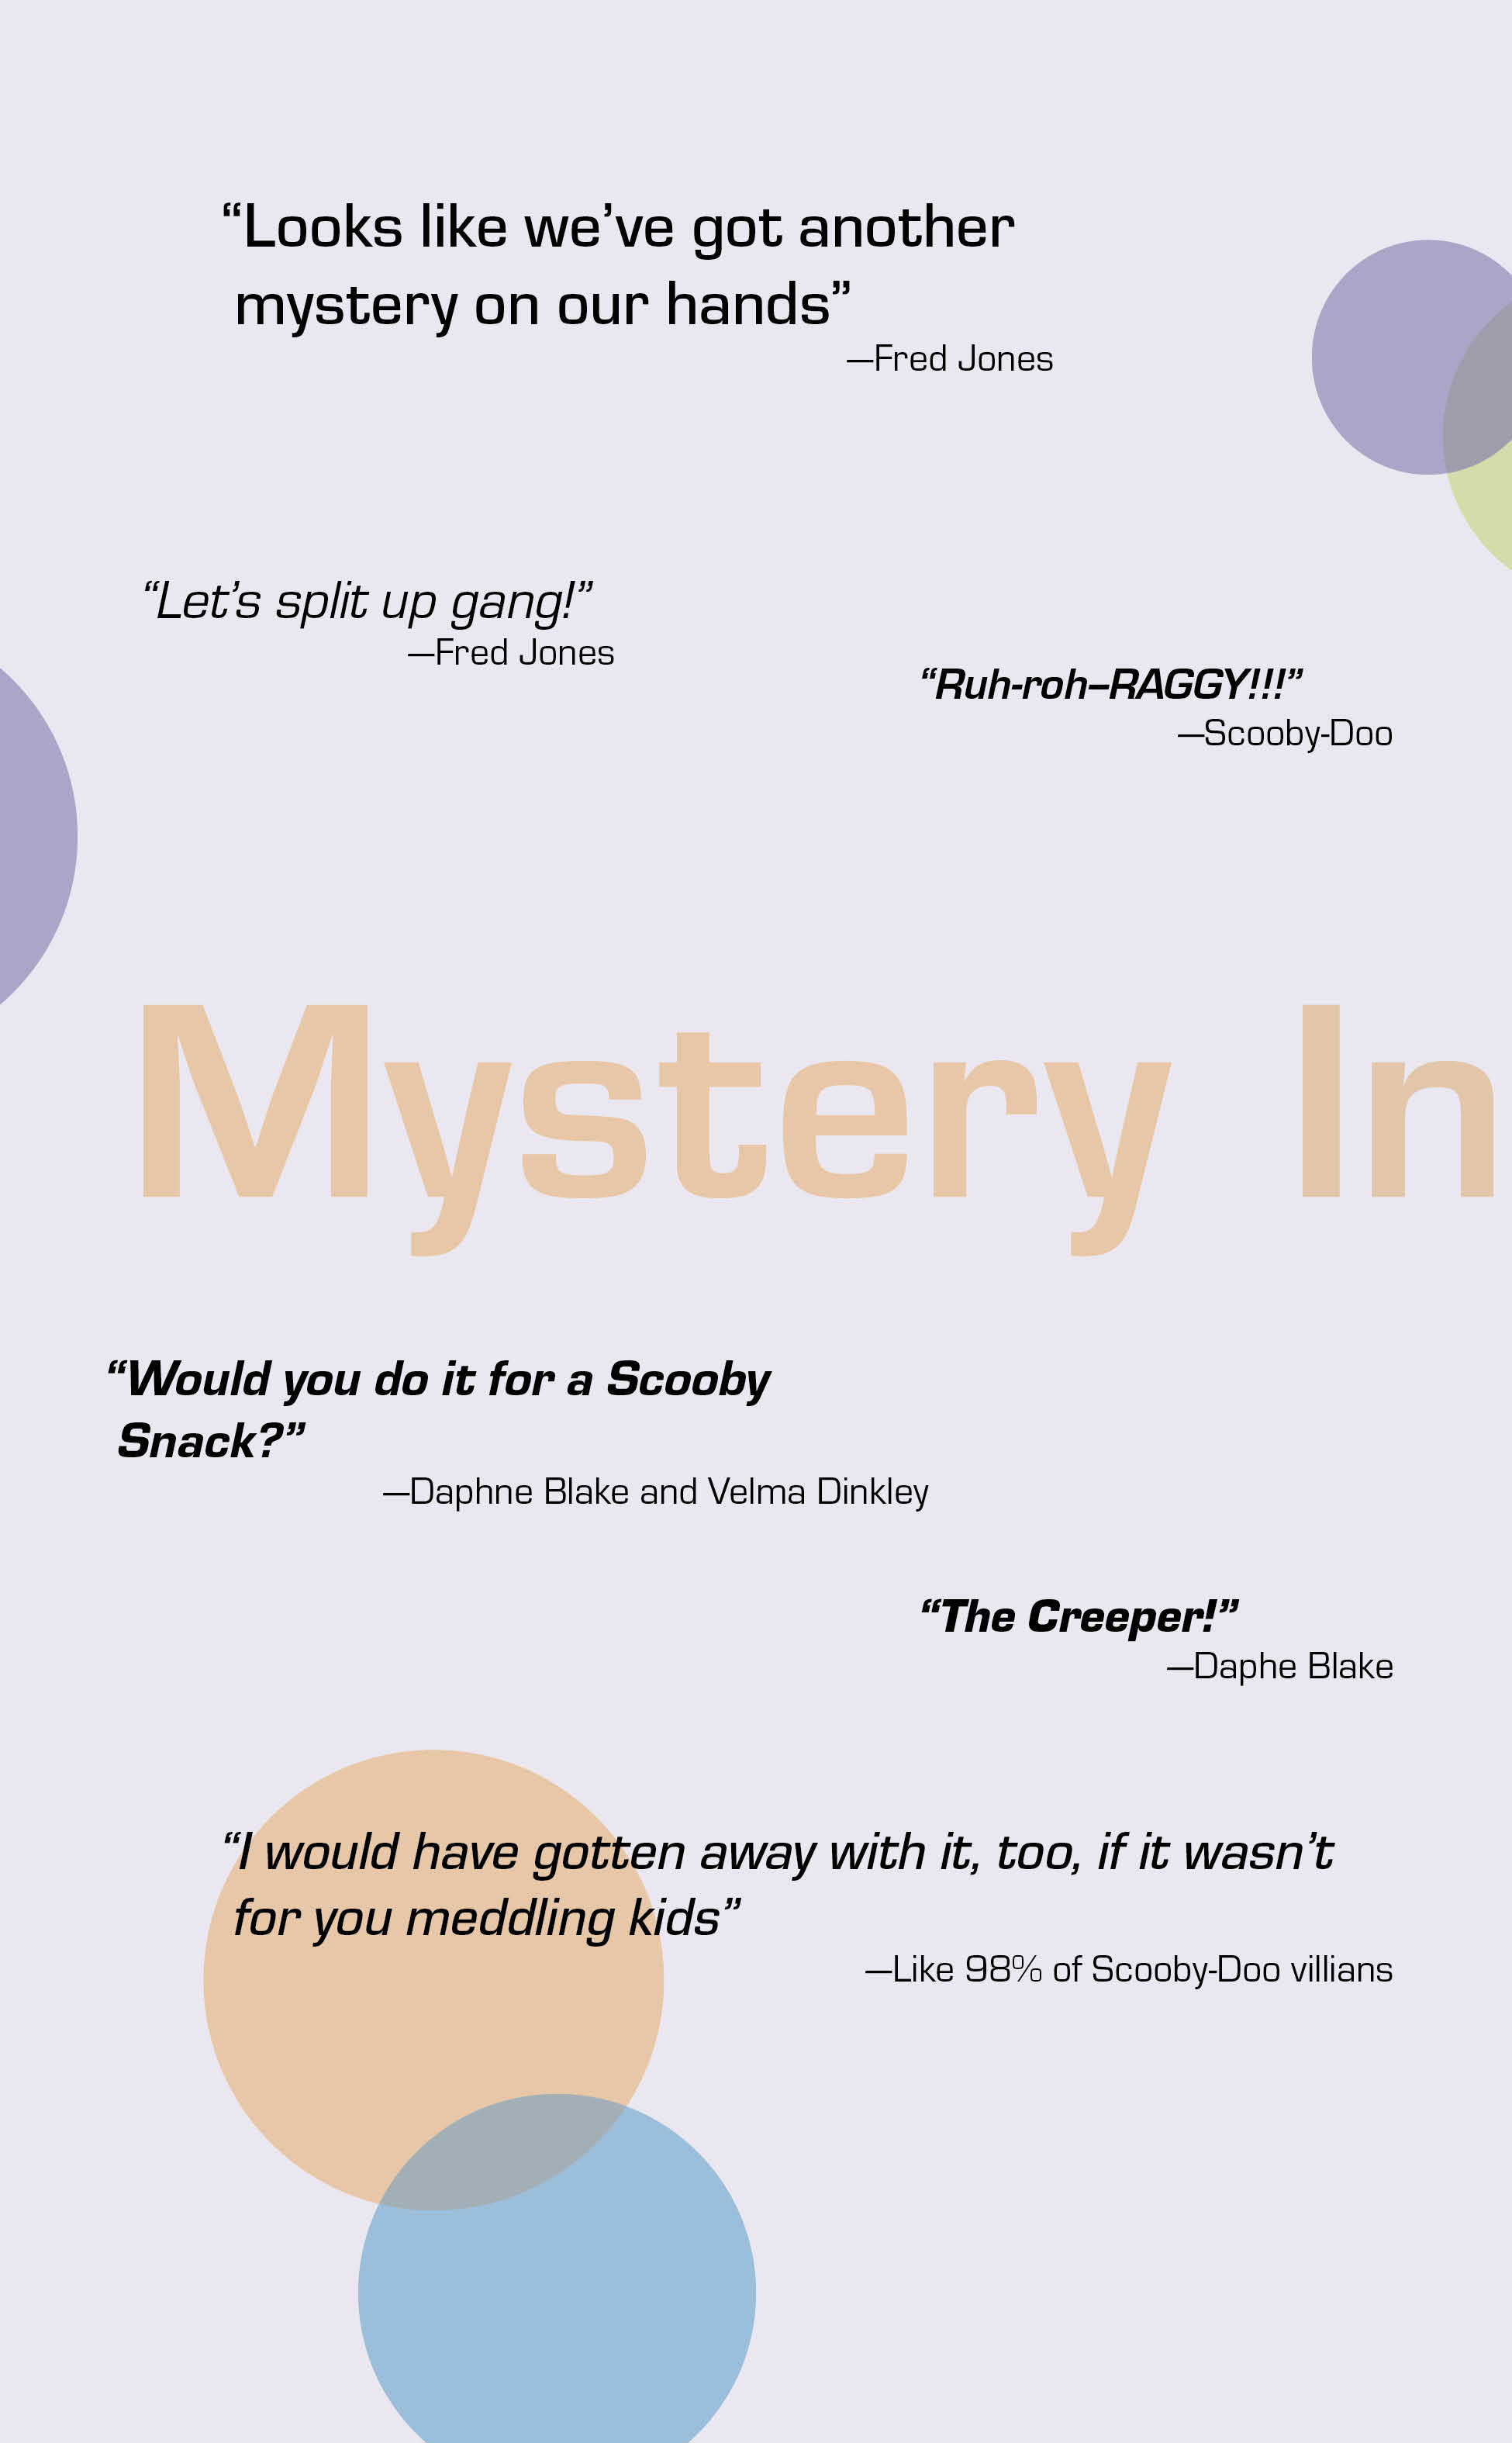 “Looks like we’ve got another
mystery on our hands”
—Fred Jones
“Let’s split up gang!”
—Fred Jones
“Ruh-roh—RAGGY!!!”
—Scooby-Doo
Mystery In
“Would you do it for a Scooby
Snack?”
—Daphne Blake and Velma Dinkley
“The Creeper!”
—Daphe Blake
“I would have gotten away with it, too, if it wasn’t
for you meddling kids”
—Like 98% of Scooby-Doo villians